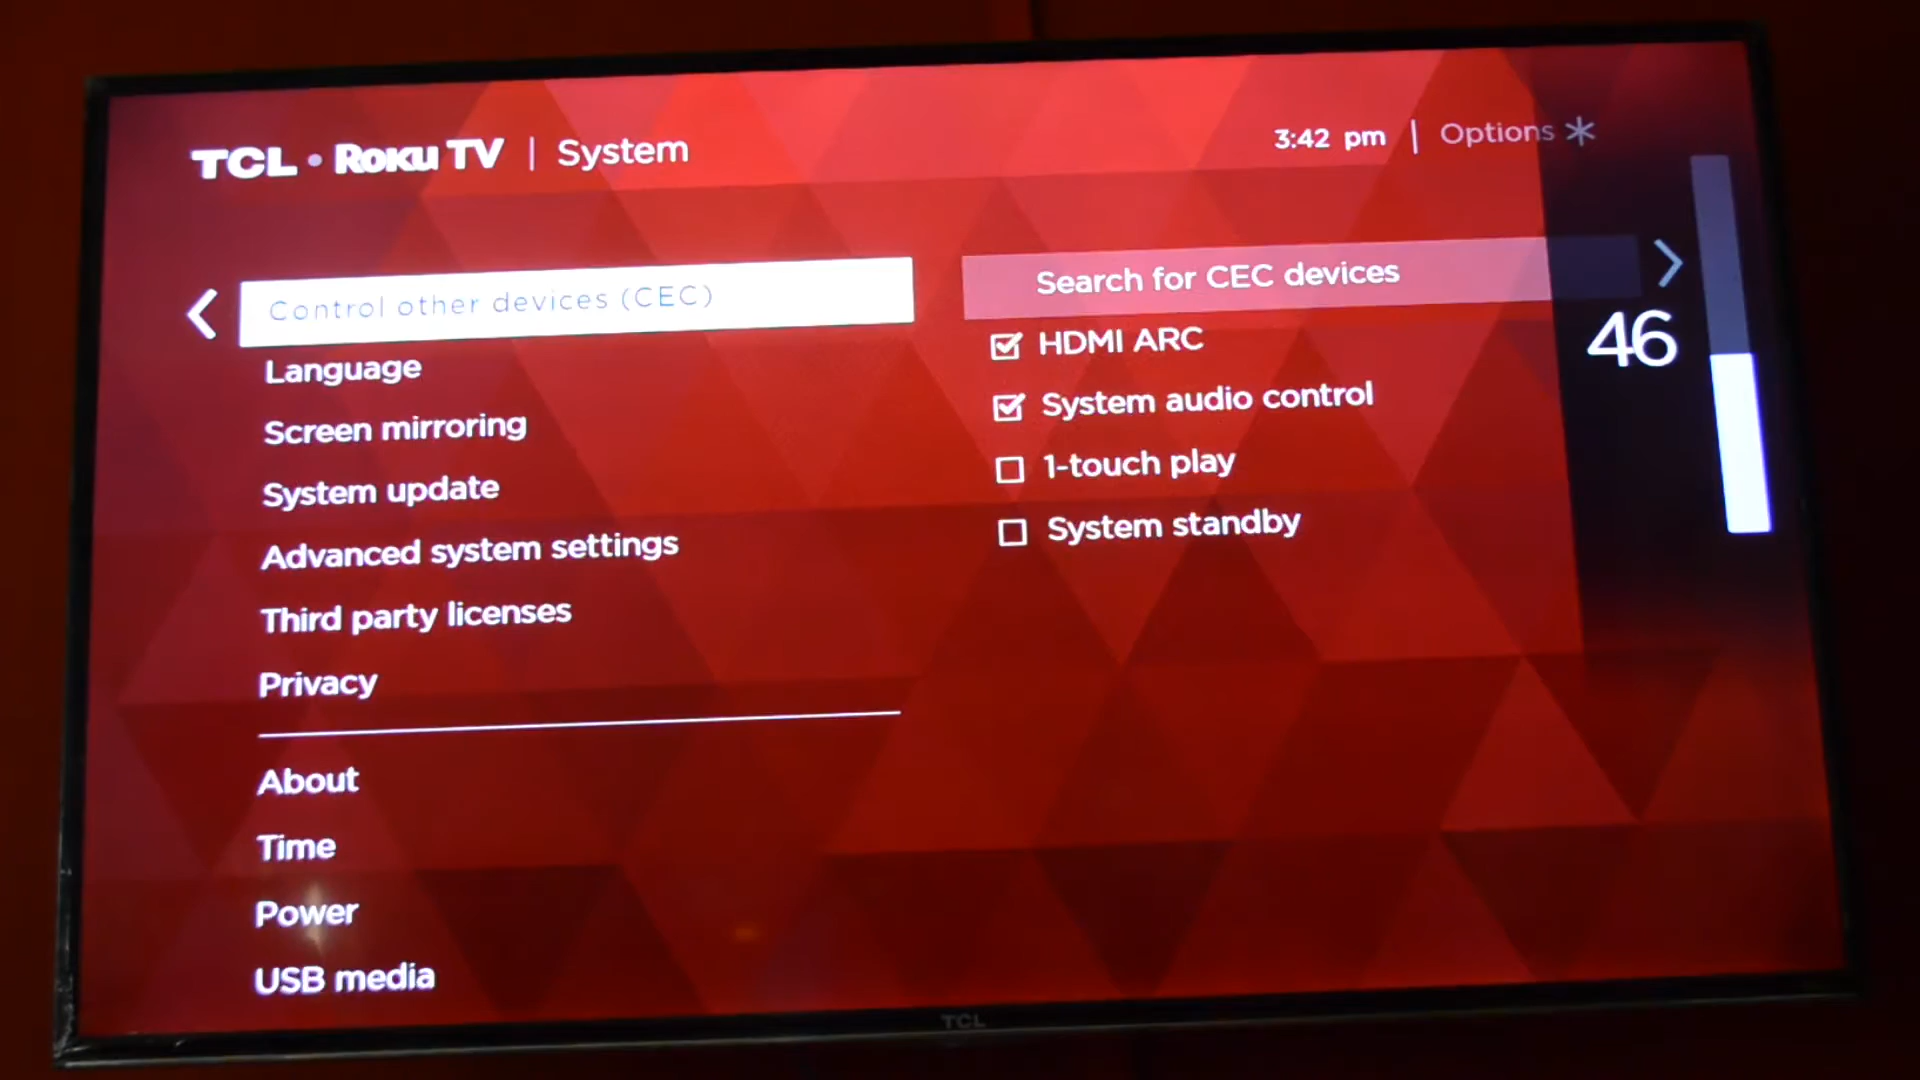 TCL • Roku TV | System
3:42 pm | Options *
Control other devices (CEC)
Language
Screen mirroring
System update
Advanced system settings
Third party licenses
Privacy
About
Time
Power
USB media
Search for CEC devices
HDMI ARC
System audio control
1-touch play
System standby
46
TCL